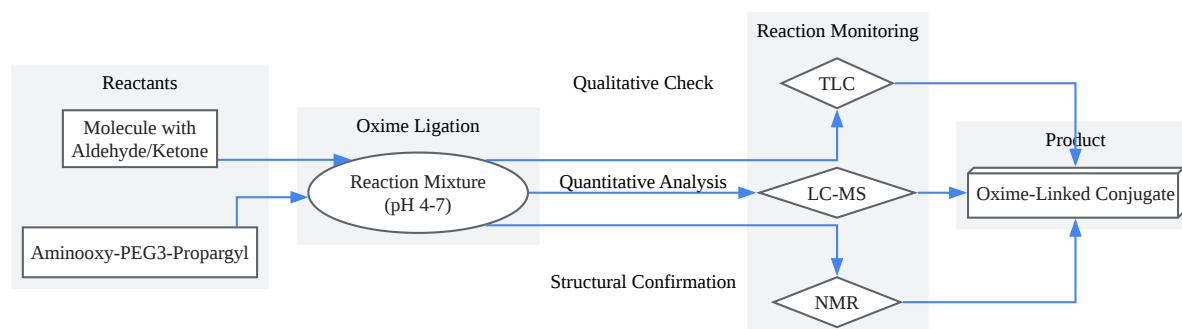 Reactants
Molecule with
Aldehyde/Ketone
Aminooxy-PEG3-Propargyl
Oxime Ligation
Reaction Mixture
(pH 4-7)
Qualitative Check
Quantitative Analysis
Structural Confirmation
Reaction Monitoring
TLC
LC-MS
NMR
Product
Oxime-Linked Conjugate